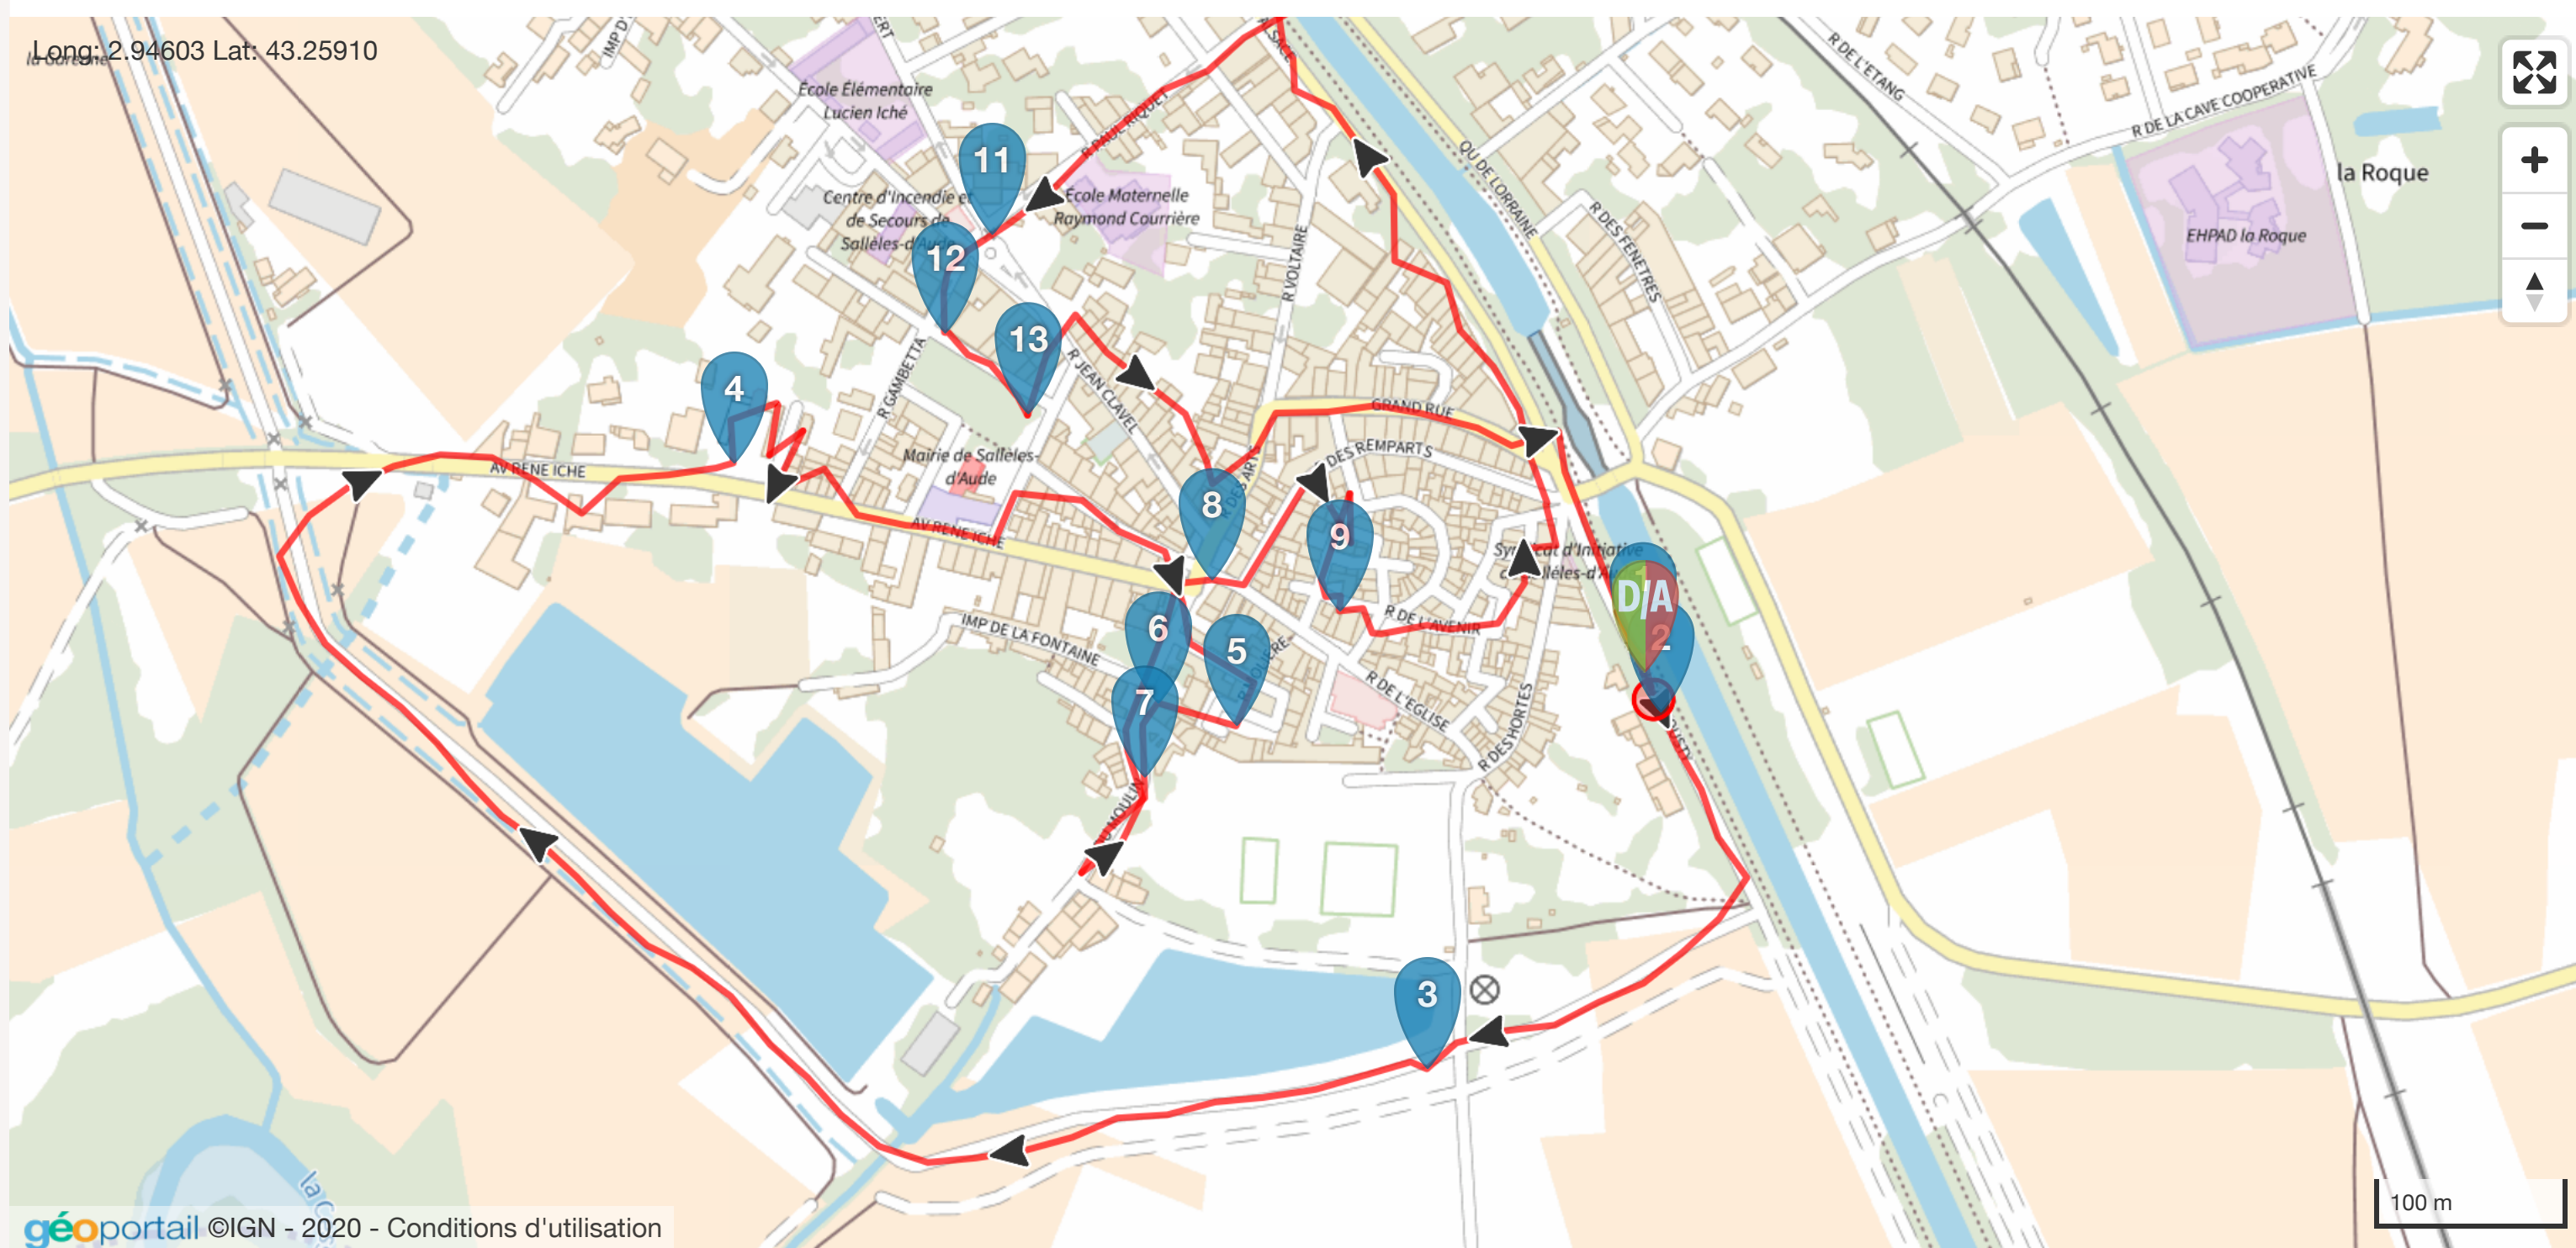 Long: 2.94603 Lat: 43.25910
IMP D'
École Élémentaire
Lucien Iché
R PAUL RIQUET
R DE L'ETANG
R DE LA CAVE COOPERATIVE
la Roque
EHPAD la Roque
QU DE LORRAINE
R DES FENETRES
11
Centre d'Incendie et
de Secours de
Sallèles-d'Aude
École Maternelle
Raymond Courrière
12
R VOLTAIRE
13
R GAMBETTA
R JEAN CLAVEL
4
GRAND RUE
DES REMPARTS
Mairie de Sallèles-
d'Aude
AV RENE ICHE
AV RENE ICHE
8
9
IMP DE LA FONTAINE
6
5
R DE L'AVENIR
D/A
2
7
R DE L'EGLISE
R DES HORTES
3
100 m
géoportail ©IGN - 2020 - Conditions d'utilisation